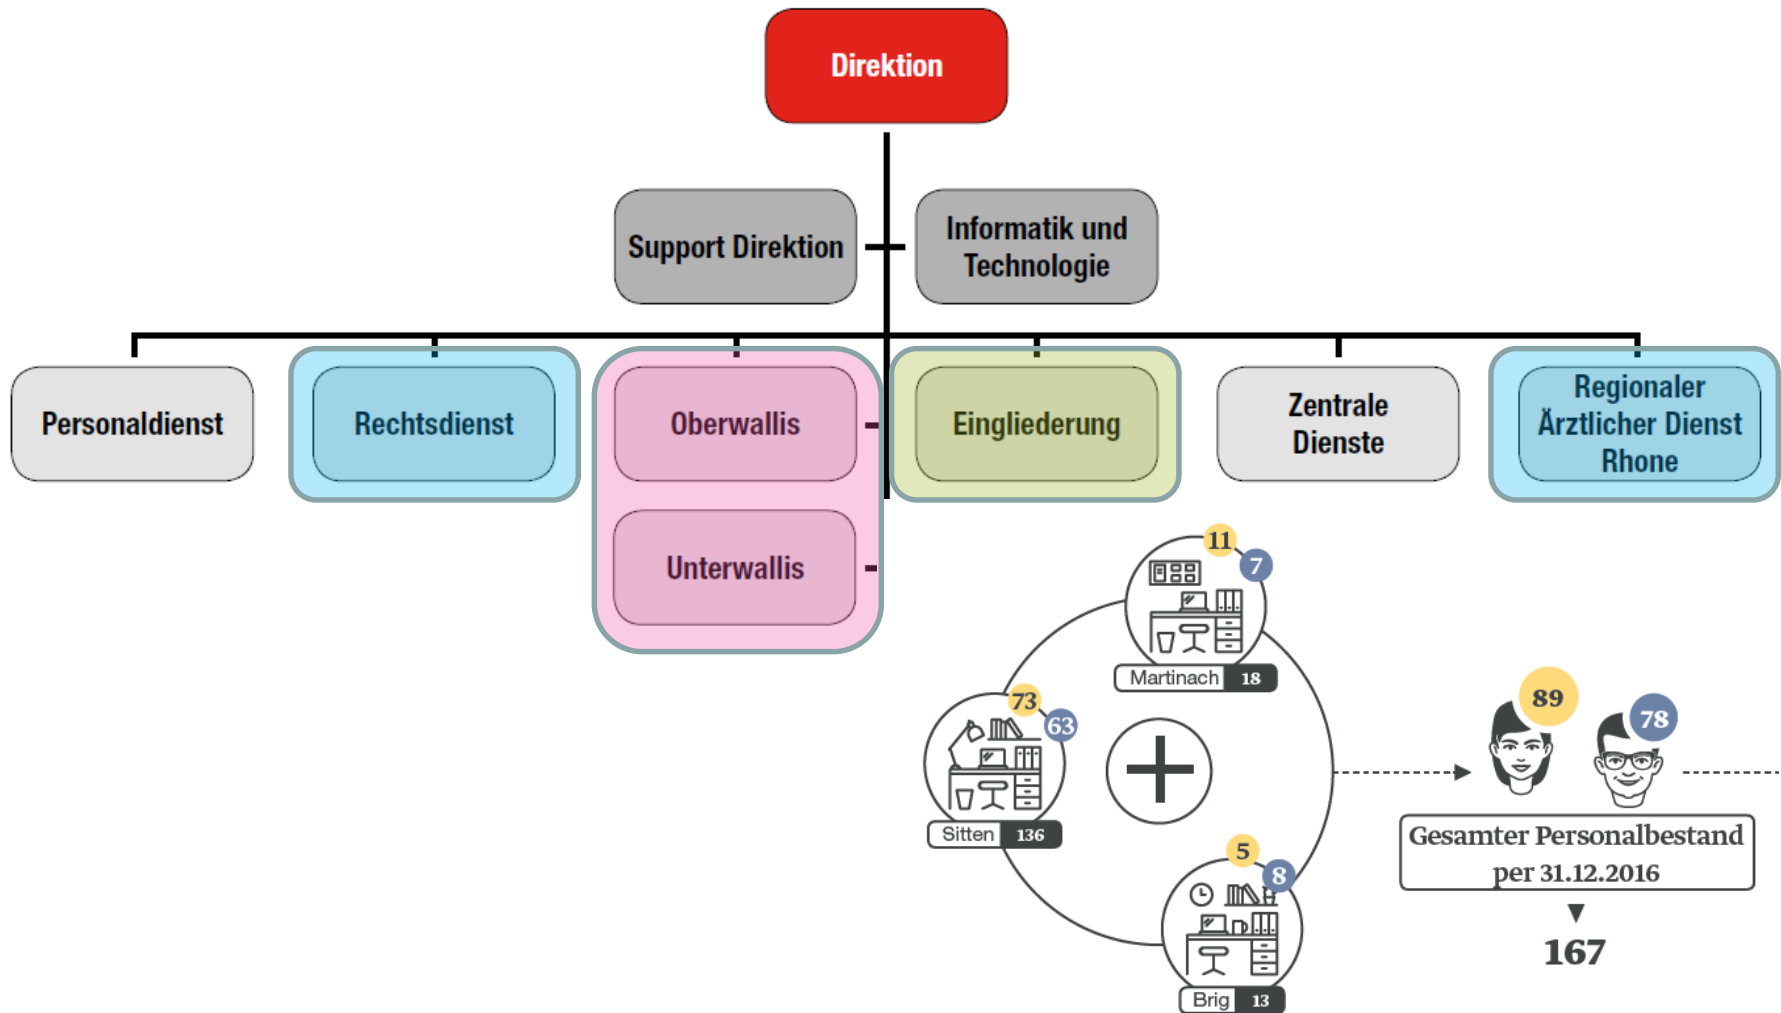 Direktion
Support Direktion
Informatik und
Technologie
Personaldienst
Rechtsdienst
Oberwallis
Eingliederung
Zentrale
Dienste
Regionaler
Ärztlicher Dienst
Rhone
Unterwallis
11
7
Martinach 18
73
63
Sitten 136
5
8
Brig 13
89
78
Gesamter Personalbestand
per 31.12.2016
167